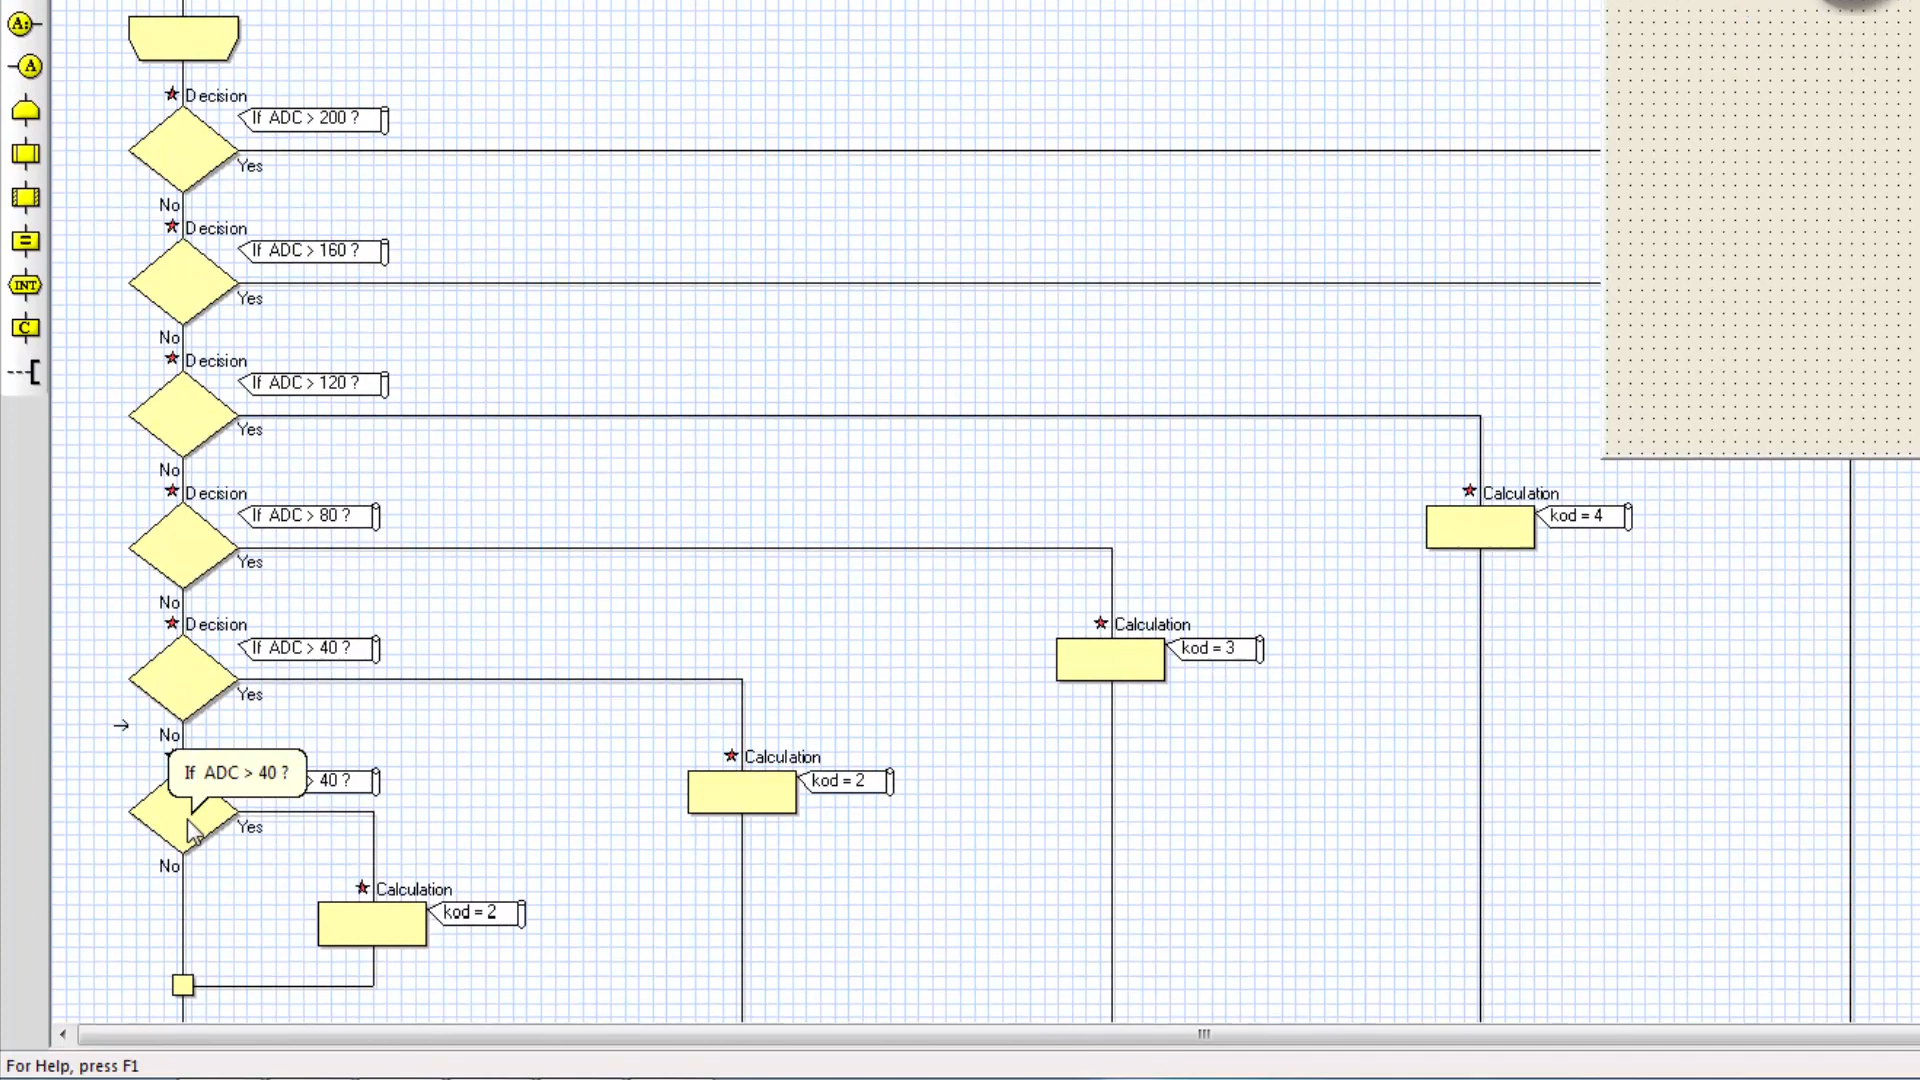 A:
A
Decision
If ADC > 200 ?
Yes
No
Decision
If ADC > 160 ?
Yes
INT
C
No
Decision
If ADC > 120 ?
Yes
No
Decision
If ADC > 80 ?
Yes
Calculation
kod = 4
No
Decision
If ADC > 40 ?
Yes
Calculation
kod = 3
No
If ADC > 40 ?
> 40 ?
Yes
Calculation
kod = 2
No
Calculation
kod = 2
For Help, press F1